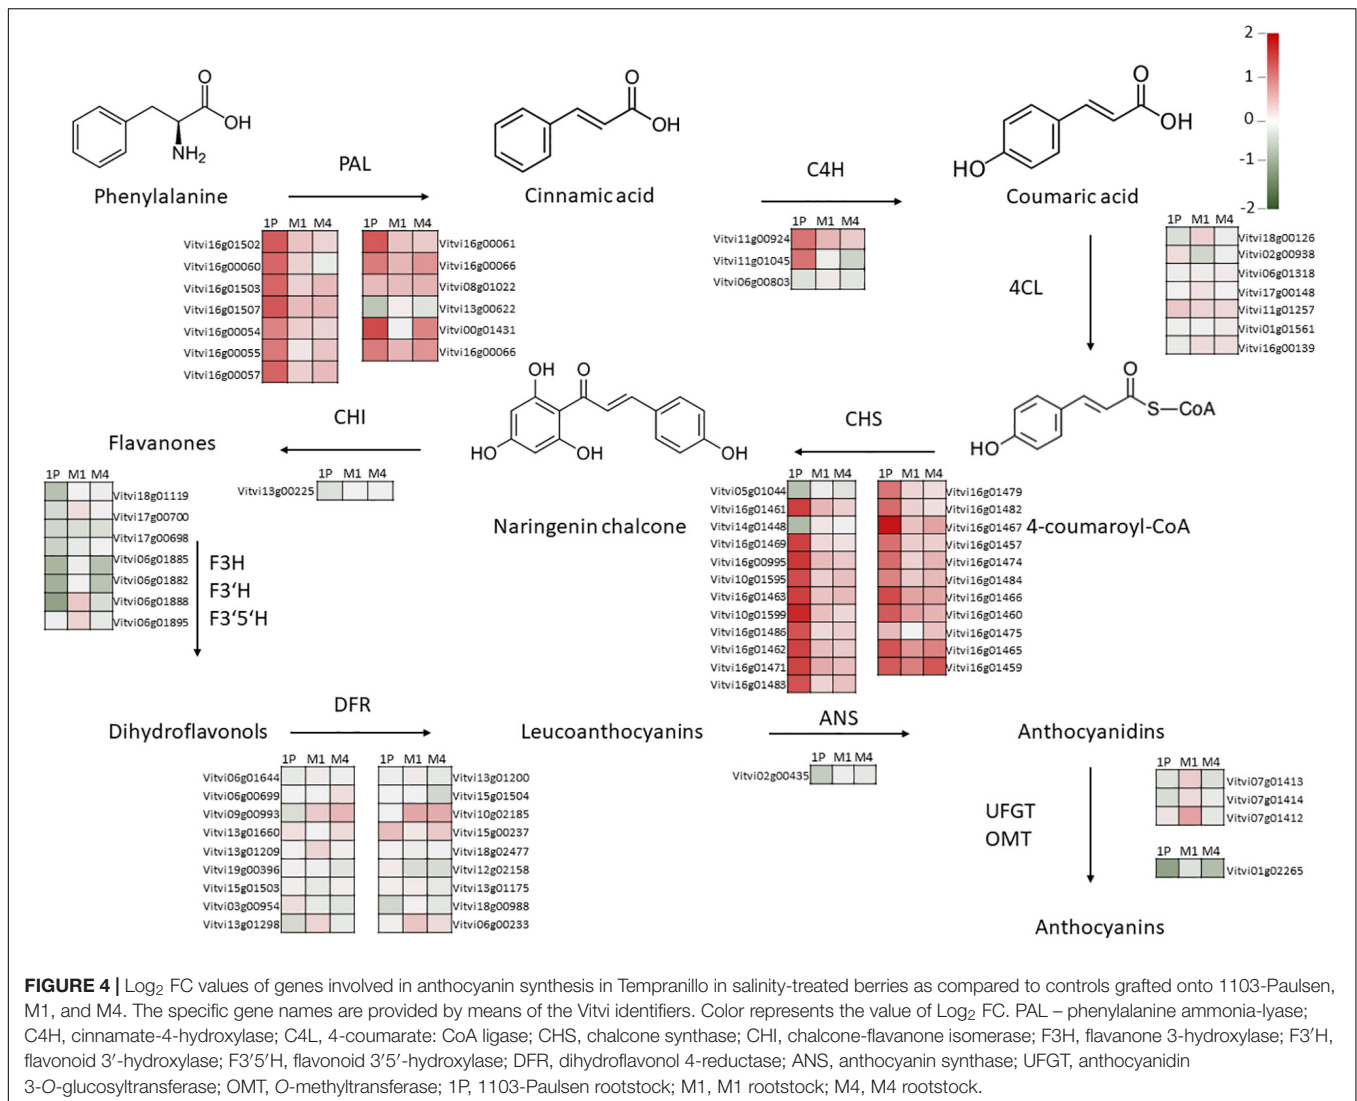 2
1
0
-1
-2
O
OH
NH₂
Phenylalanine
PAL
O
OH
Cinnamic acid
C4H
O
OH
HO
Coumaric acid
1P M1 M4
Vitvi16g01502
Vitvi16g00060
Vitvi16g01503
Vitvi16g01507
Vitvi16g00054
Vitvi16g00055
Vitvi16g00057
1P M1 M4
Vitvi16g00061
Vitvi16g00066
Vitvi08g01022
Vitvi13g00622
Vitvi00g01431
Vitvi16g00066
1P M1 M4
Vitvi11g00924
Vitvi11g01045
Vitvi06g00803
4CL
1P M1 M4
Vitvi18g00126
Vitvi02g00938
Vitvi06g01318
Vitvi17g00148
Vitvi11g01257
Vitvi01g01561
Vitvi16g00139
Flavanones
CHI
1P M1 M4
Vitvi13g00225
OH
O
HO
OH
OH
Naringenin chalcone
CHS
O
S—CoA
HO
4-coumaroyl-CoA
1P M1 M4
Vitvi18g01119
Vitvi17g00700
Vitvi17g00698
Vitvi06g01885
Vitvi06g01882
Vitvi06g01888
Vitvi06g01895
F3H
F3‘H
F3‘5‘H
1P M1 M4
Vitvi05g01044
Vitvi16g01461
Vitvi14g01448
Vitvi16g01469
Vitvi16g00995
Vitvi10g01595
Vitvi16g01463
Vitvi10g01599
Vitvi16g01486
Vitvi16g01462
Vitvi16g01471
Vitvi16g01483
1P M1 M4
Vitvi16g01479
Vitvi16g01482
Vitvi16g01467
Vitvi16g01457
Vitvi16g01474
Vitvi16g01484
Vitvi16g01466
Vitvi16g01460
Vitvi16g01475
Vitvi16g01465
Vitvi16g01459
Dihydroflavonols
DFR
Leucoanthocyanins
ANS
Anthocyanidins
1P M1 M4
Vitvi06g01644
Vitvi06g00699
Vitvi09g00993
Vitvi13g01660
Vitvi13g01209
Vitvi19g00396
Vitvi15g01503
Vitvi03g00954
Vitvi13g01298
1P M1 M4
Vitvi13g01200
Vitvi15g01504
Vitvi10g02185
Vitvi15g00237
Vitvi18g02477
Vitvi12g02158
Vitvi13g01175
Vitvi18g00988
Vitvi06g00233
1P M1 M4
Vitvi02g00435
UFGT
OMT
1P M1 M4
Vitvi07g01413
Vitvi07g01414
Vitvi07g01412
1P M1 M4
Vitvi01g02265
Anthocyanins
FIGURE 4 | Log₂ FC values of genes involved in anthocyanin synthesis in Tempranillo in salinity-treated berries as compared to controls grafted onto 1103-Paulsen,
M1, and M4. The specific gene names are provided by means of the Vitvi identifiers. Color represents the value of Log₂ FC. PAL – phenylalanine ammonia-lyase;
C4H, cinnamate-4-hydroxylase; C4L, 4-coumarate: CoA ligase; CHS, chalcone synthase; CHI, chalcone-flavanone isomerase; F3H, flavanone 3-hydroxylase; F3′H,
flavonoid 3′-hydroxylase; F3′5′H, flavonoid 3′5′-hydroxylase; DFR, dihydroflavonol 4-reductase; ANS, anthocyanin synthase; UFGT, anthocyanidin
3-O-glucosyltransferase; OMT, O-methyltransferase; 1P, 1103-Paulsen rootstock; M1, M1 rootstock; M4, M4 rootstock.